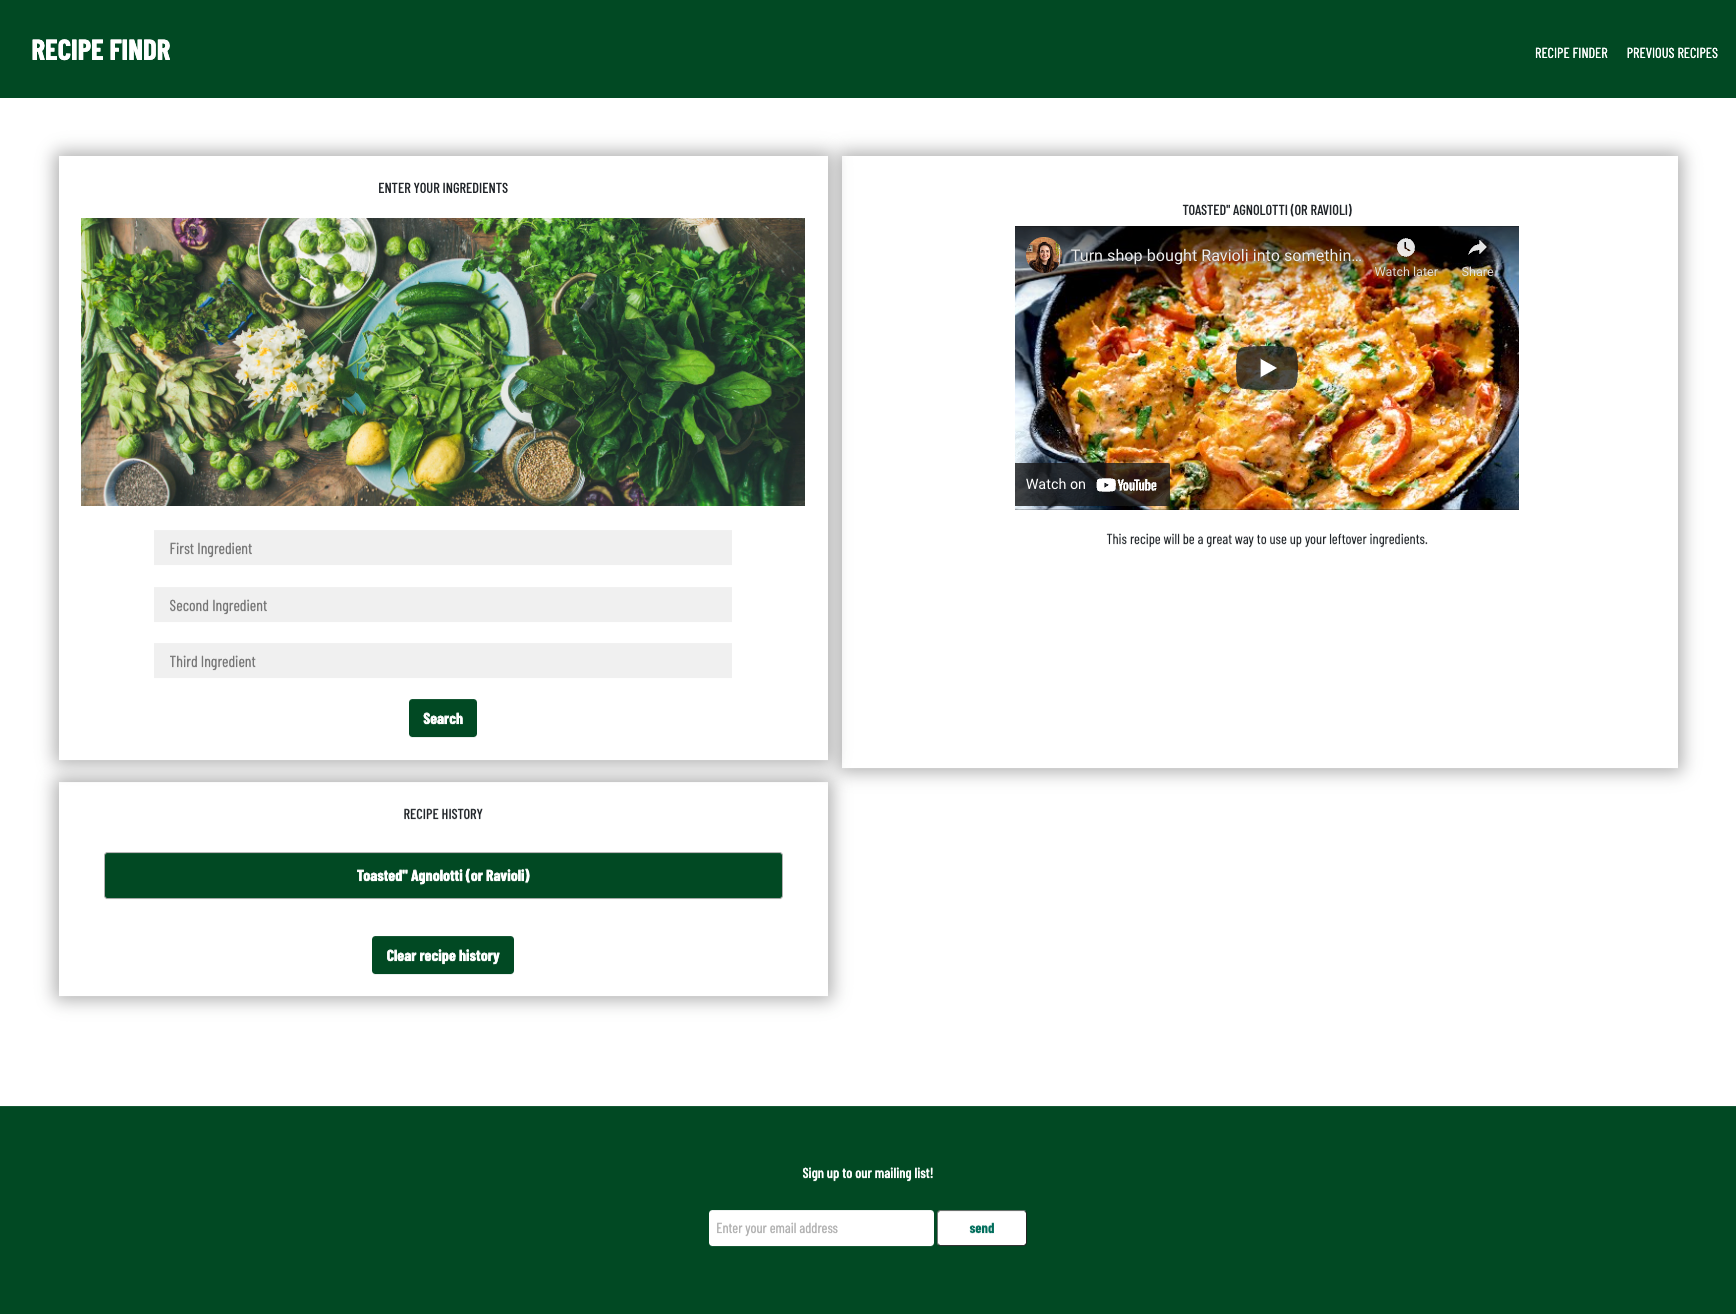 RECIPE FINDR
RECIPE FINDER
PREVIOUS RECIPES
ENTER YOUR INGREDIENTS
First Ingredient
Second Ingredient
Third Ingredient
Search
TOASTED" AGNOLOTTI (OR RAVIOLI)
Turn shop bought Ravioli into somethin...
Watch later
Share
Watch on YouTube
This recipe will be a great way to use up your leftover ingredients.
RECIPE HISTORY
Toasted" Agnolotti (or Ravioli)
Clear recipe history
Sign up to our mailing list!
Enter your email address
send